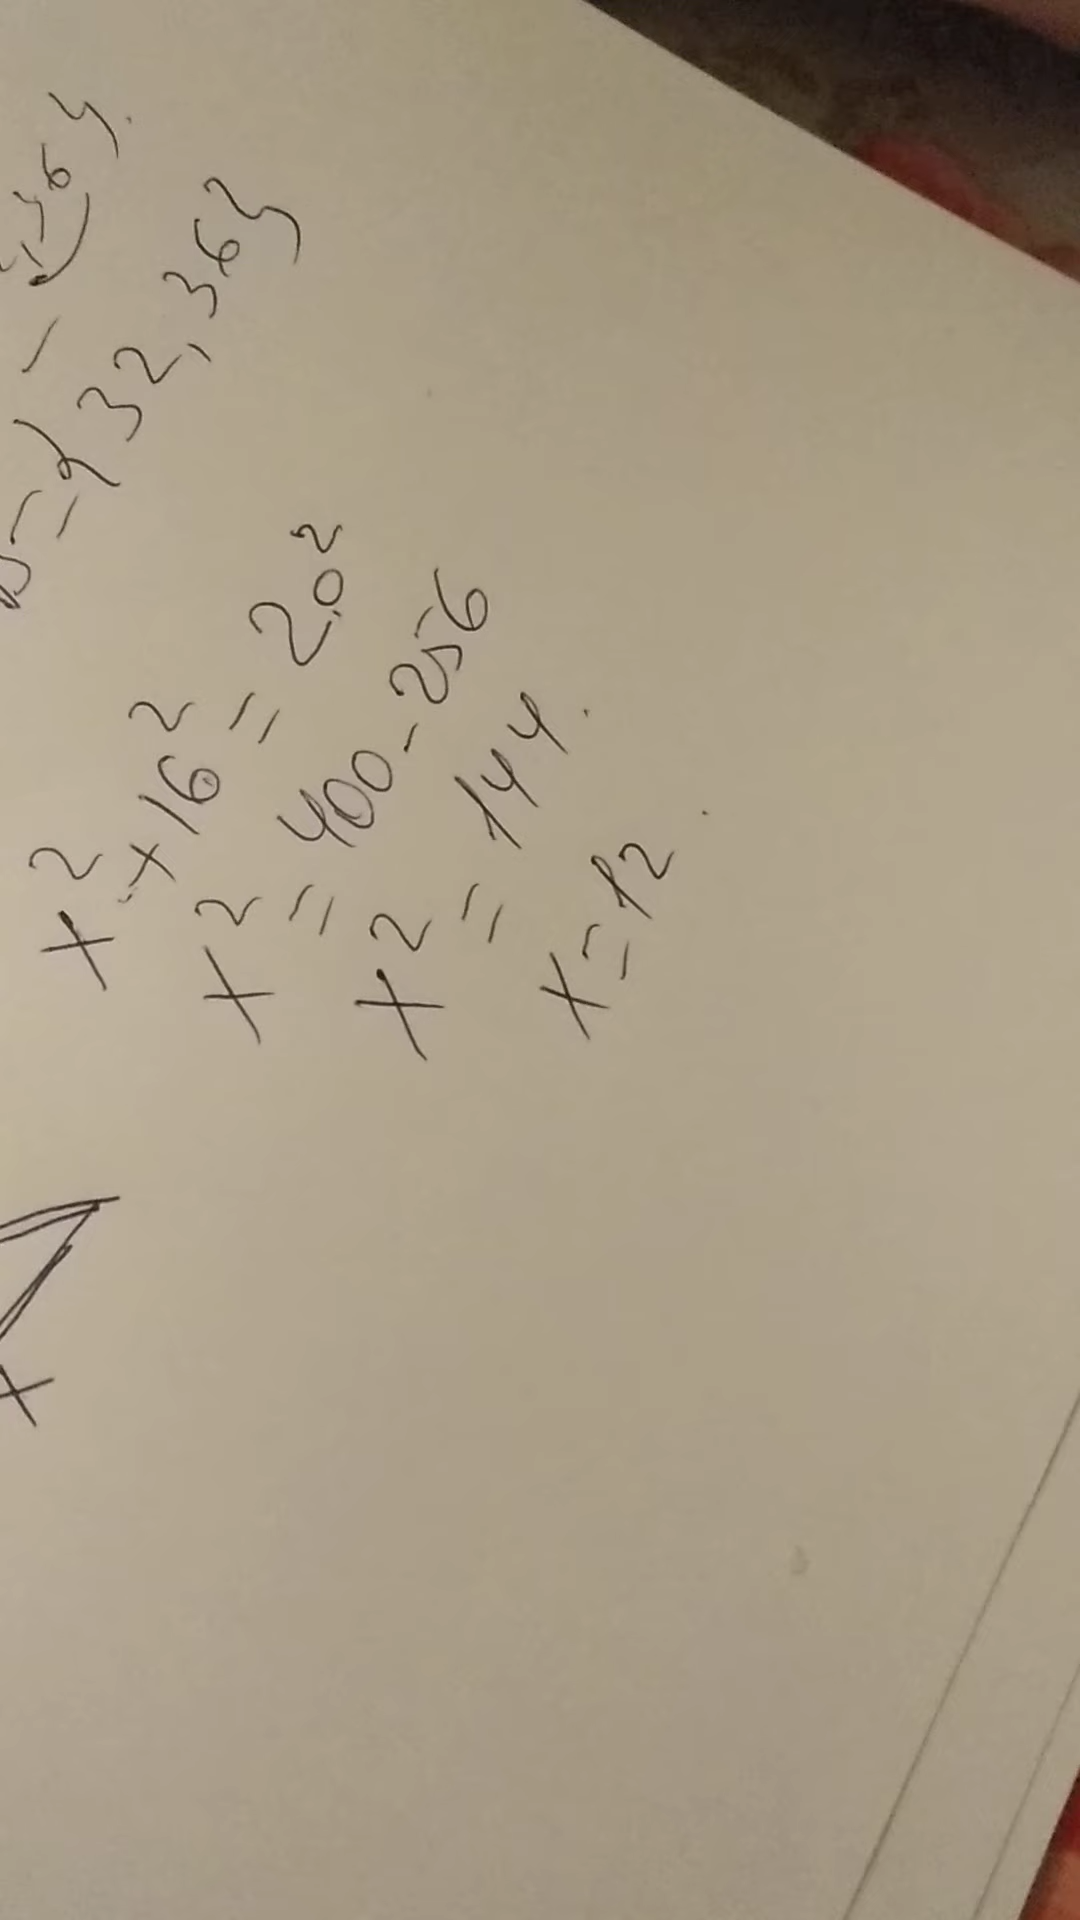 = {32, 36}
x² + 16² = 20²
x² = 400 - 256
x² = 144.
x = 12.
x